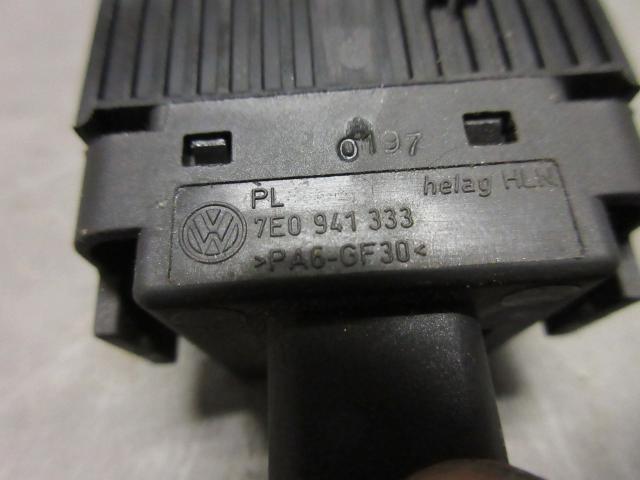 0197
PL helag HLN
7E0 941 333
>PA6-GF30<